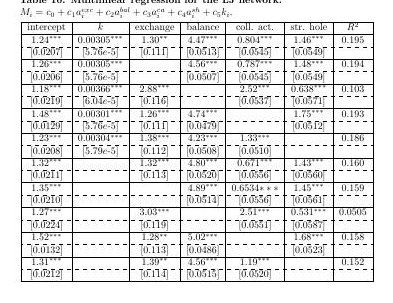 Table 10: Multilinear regression for the LJ network.
M_i = c_0 + c_1 a_i^{exc} + c_2 a_i^{bal} + c_3 a_i^{ca} + c_4 a_i^{sh} + c_5 k_i.
intercept k exchange balance coll. act. str. hole R²
1.24*** 0.00305*** 1.30** 4.47*** 0.804*** 1.46*** 0.195
[0.0207] [5.76e-5] [0.111] [0.0513] [0.0545] [0.0549]
1.26*** 0.00305*** 4.56*** 0.787*** 1.48*** 0.194
[0.0206] [5.76e-5] [0.0507] [0.0545] [0.0549]
1.18*** 0.00366*** 2.88*** 2.52*** 0.638*** 0.103
[0.0219] [6.04e-5] [0.116] [0.0537] [0.0571]
1.48*** 0.00301*** 1.26*** 4.74*** 1.75*** 0.193
[0.0129] [5.76e-5] [0.111] [0.0479] [0.0512]
1.23*** 0.00304*** 1.38*** 4.23*** 1.33*** 0.186
[0.0208] [5.79e-5] [0.112] [0.0508] [0.0510]
1.32*** 1.32*** 4.80*** 0.671*** 1.43*** 0.160
[0.0211] [0.113] [0.0520] [0.0556] [0.0560]
1.35*** 4.89*** 0.6534*** 1.45*** 0.159
[0.0210] [0.0514] [0.0556] [0.0561]
1.27*** 3.03*** 2.51*** 0.531*** 0.0505
[0.0224] [0.119] [0.0551] [0.0587]
1.52*** 1.28** 5.02*** 1.68*** 0.158
[0.0132] [0.113] [0.0486] [0.0523]
1.31*** 1.39** 4.56*** 1.19*** 0.152
[0.0212] [0.114] [0.0515] [0.0520]